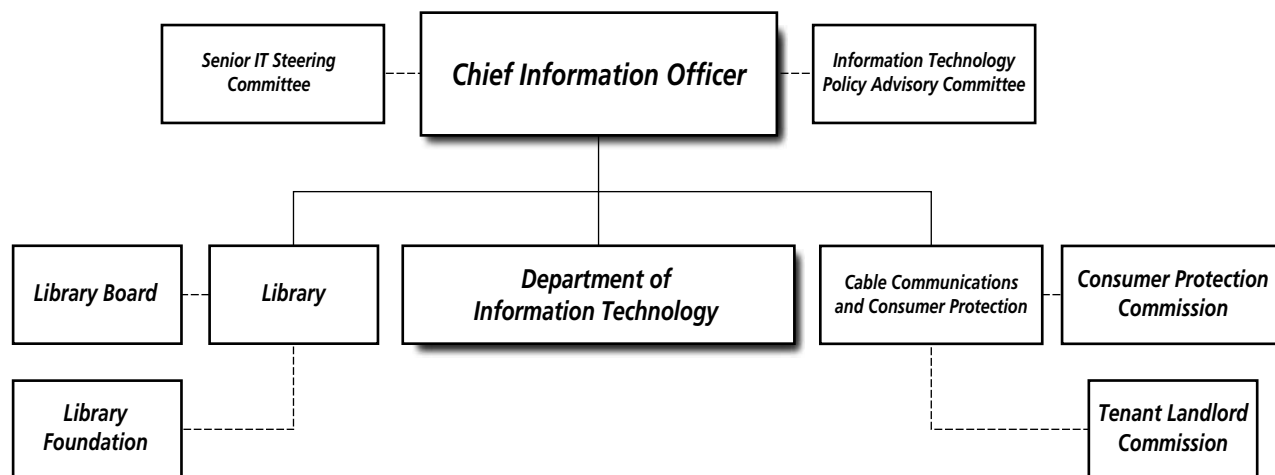 Senior IT Steering
Committee
Chief Information Officer
Information Technology
Policy Advisory Committee
Library Board
Library
Department of
Information Technology
Cable Communications
and Consumer Protection
Consumer Protection
Commission
Library
Foundation
Tenant Landlord
Commission